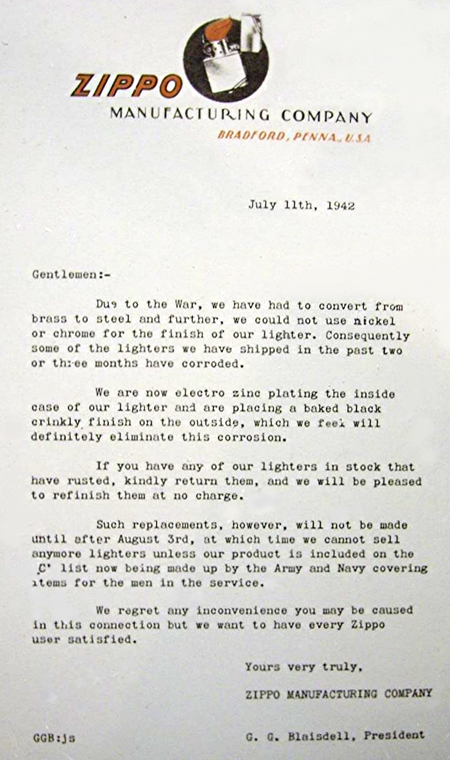 ZIPPO
MANUFACTURING COMPANY
BRADFORD, PENNA., U.S.A
July 11th, 1942
Gentlemen:-
Due to the War, we have had to convert from
brass to steel and further, we could not use nickel
or chrome for the finish of our lighter. Consequently
some of the lighters we have shipped in the past two
or three months have corroded.
We are now electro zinc plating the inside
case of our lighter and are placing a baked black
crinkly finish on the outside, which we feel will
definitely eliminate this corrosion.
If you have any of our lighters in stock that
have rusted, kindly return them, and we will be pleased
to refinish them at no charge.
Such replacements, however, will not be made
until after August 3rd, at which time we cannot sell
anymore lighters unless our product is included on the
"C" list now being made up by the Army and Navy covering
items for the men in the service.
We regret any inconvenience you may be caused
in this connection but we want to have every Zippo
user satisfied.
Yours very truly,
ZIPPO MANUFACTURING COMPANY
GGB:js
G. G. Blaisdell, President